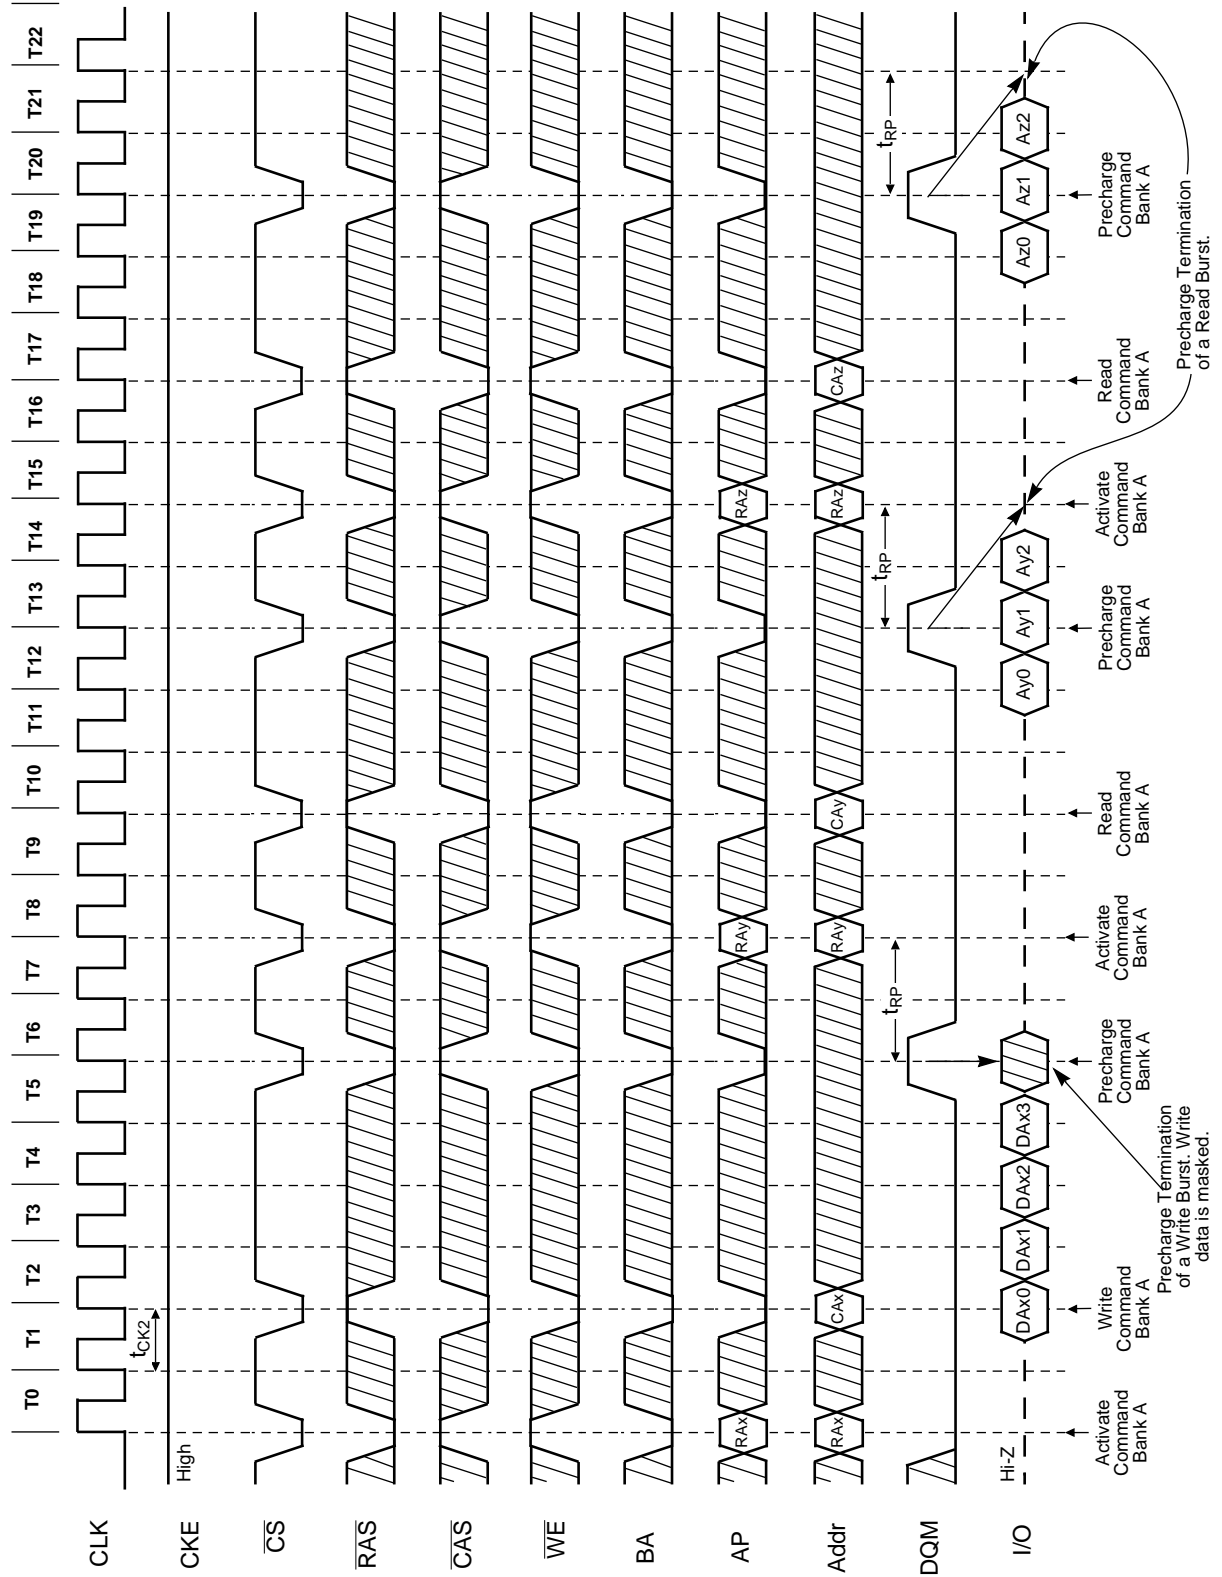 T0 T1 T2 T3 T4 T5 T6 T7 T8 T9 T10 T11 T12 T13 T14 T15 T16 T17 T18 T19 T20 T21 T22
CLK
tCK2
CKE
High
CS
RAS
CAS
WE
BA
AP
RAx RAy RAz
Addr
RAx CAx RAy CAy RAz CAz
tRP tRP tRP
DQM
I/O
Hi-Z
DAx0 DAx1 DAx2 DAx3 Ay0 Ay1 Ay2 Az0 Az1 Az2
Activate
Command
Bank A
Write
Command
Bank A
Precharge
Command
Bank A
Activate
Command
Bank A
Read
Command
Bank A
Precharge
Command
Bank A
Activate
Command
Bank A
Read
Command
Bank A
Precharge
Command
Bank A
Precharge Termination
of a Write Burst. Write
data is masked.
Precharge Termination
of a Read Burst.